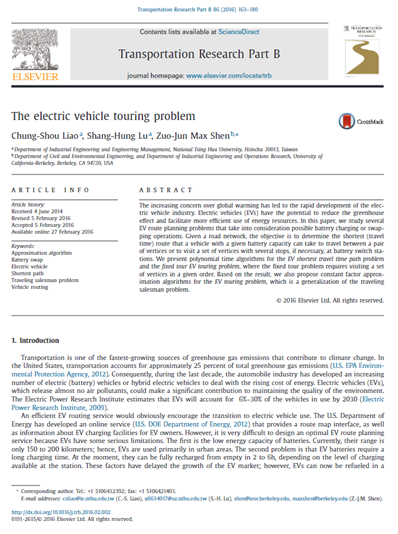 Transportation Research Part B 86 (2016) 163–180
Contents lists available at ScienceDirect
Transportation Research Part B
journal homepage: www.elsevier.com/locate/trb
ELSEVIER
The electric vehicle touring problem
CrossMark
Chung-Shou Liao a, Shang-Hung Lu a, Zuo-Jun Max Shen b,*
a Department of Industrial Engineering and Engineering Management, National Tsing Hua University, Hsinchu 30013, Taiwan
b Department of Civil and Environmental Engineering, and Department of Industrial Engineering and Operations Research, University of
California-Berkeley, Berkeley, CA 94720, USA
ARTICLE INFO
Article history:
Received 4 June 2014
Revised 5 February 2016
Accepted 5 February 2016
Available online 27 February 2016
Keywords:
Approximation algorithm
Battery swap
Electric vehicle
Shortest path
Traveling salesman problem
Vehicle routing
ABSTRACT
The increasing concern over global warming has led to the rapid development of the elec-
tric vehicle industry. Electric vehicles (EVs) have the potential to reduce the greenhouse
effect and facilitate more efficient use of energy resources. In this paper, we study several
EV route planning problems that take into consideration possible battery charging or swap-
ping operations. Given a road network, the objective is to determine the shortest (travel
time) route that a vehicle with a given battery capacity can take to travel between a pair
of vertices or to visit a set of vertices with several stops, if necessary, at battery switch sta-
tions. We present polynomial time algorithms for the EV shortest travel time path problem
and the fixed tour EV touring problem, where the fixed tour problem requires visiting a set
of vertices in a given order. Based on the result, we also propose constant factor approx-
imation algorithms for the EV touring problem, which is a generalization of the traveling
salesman problem.
© 2016 Elsevier Ltd. All rights reserved.
1. Introduction
Transportation is one of the fastest-growing sources of greenhouse gas emissions that contribute to climate change. In
the United States, transportation accounts for approximately 25 percent of total greenhouse gas emissions (U.S. EPA Environ-
mental Protection Agency, 2012). Consequently, during the last decade, the automobile industry has developed an increasing
number of electric (battery) vehicles or hybrid electric vehicles to deal with the rising cost of energy. Electric vehicles (EVs),
which release almost no air pollutants, could make a significant contribution to maintaining the quality of the environment.
The Electric Power Research Institute estimates that EVs will account for 6%–30% of the vehicles in use by 2030 (Electric
Power Research Institute, 2009).
An efficient EV routing service would obviously encourage the transition to electric vehicle use. The U.S. Department of
Energy has developed an online service (U.S. DOE Department of Energy, 2012) that provides a route map interface, as well
as information about EV charging facilities for EV owners. However, it is very difficult to design an optimal EV route planning
service because EVs have some serious limitations. The first is the low energy capacity of batteries. Currently, their range is
only 150 to 200 kilometers; hence, EVs are used primarily in urban areas. The second problem is that EV batteries require a
long charging time. At the moment, they can be fully recharged from empty in 2 to 6h, depending on the level of charging
available at the station. These factors have delayed the growth of the EV market; however, EVs can now be refueled in a
* Corresponding author. Tel.: +1 5106412392; fax: +1 5106421403.
E-mail addresses: csliao@ie.nthu.edu.tw (C.-S. Liao), u0614017@oz.nthu.edu.tw (S.-H. Lu), shen@ieor.berkeley.edu, maxshen@berkeley.edu (Z.-J.M. Shen).
http://dx.doi.org/10.1016/j.trb.2016.02.002
0191-2615/© 2016 Elsevier Ltd. All rights reserved.